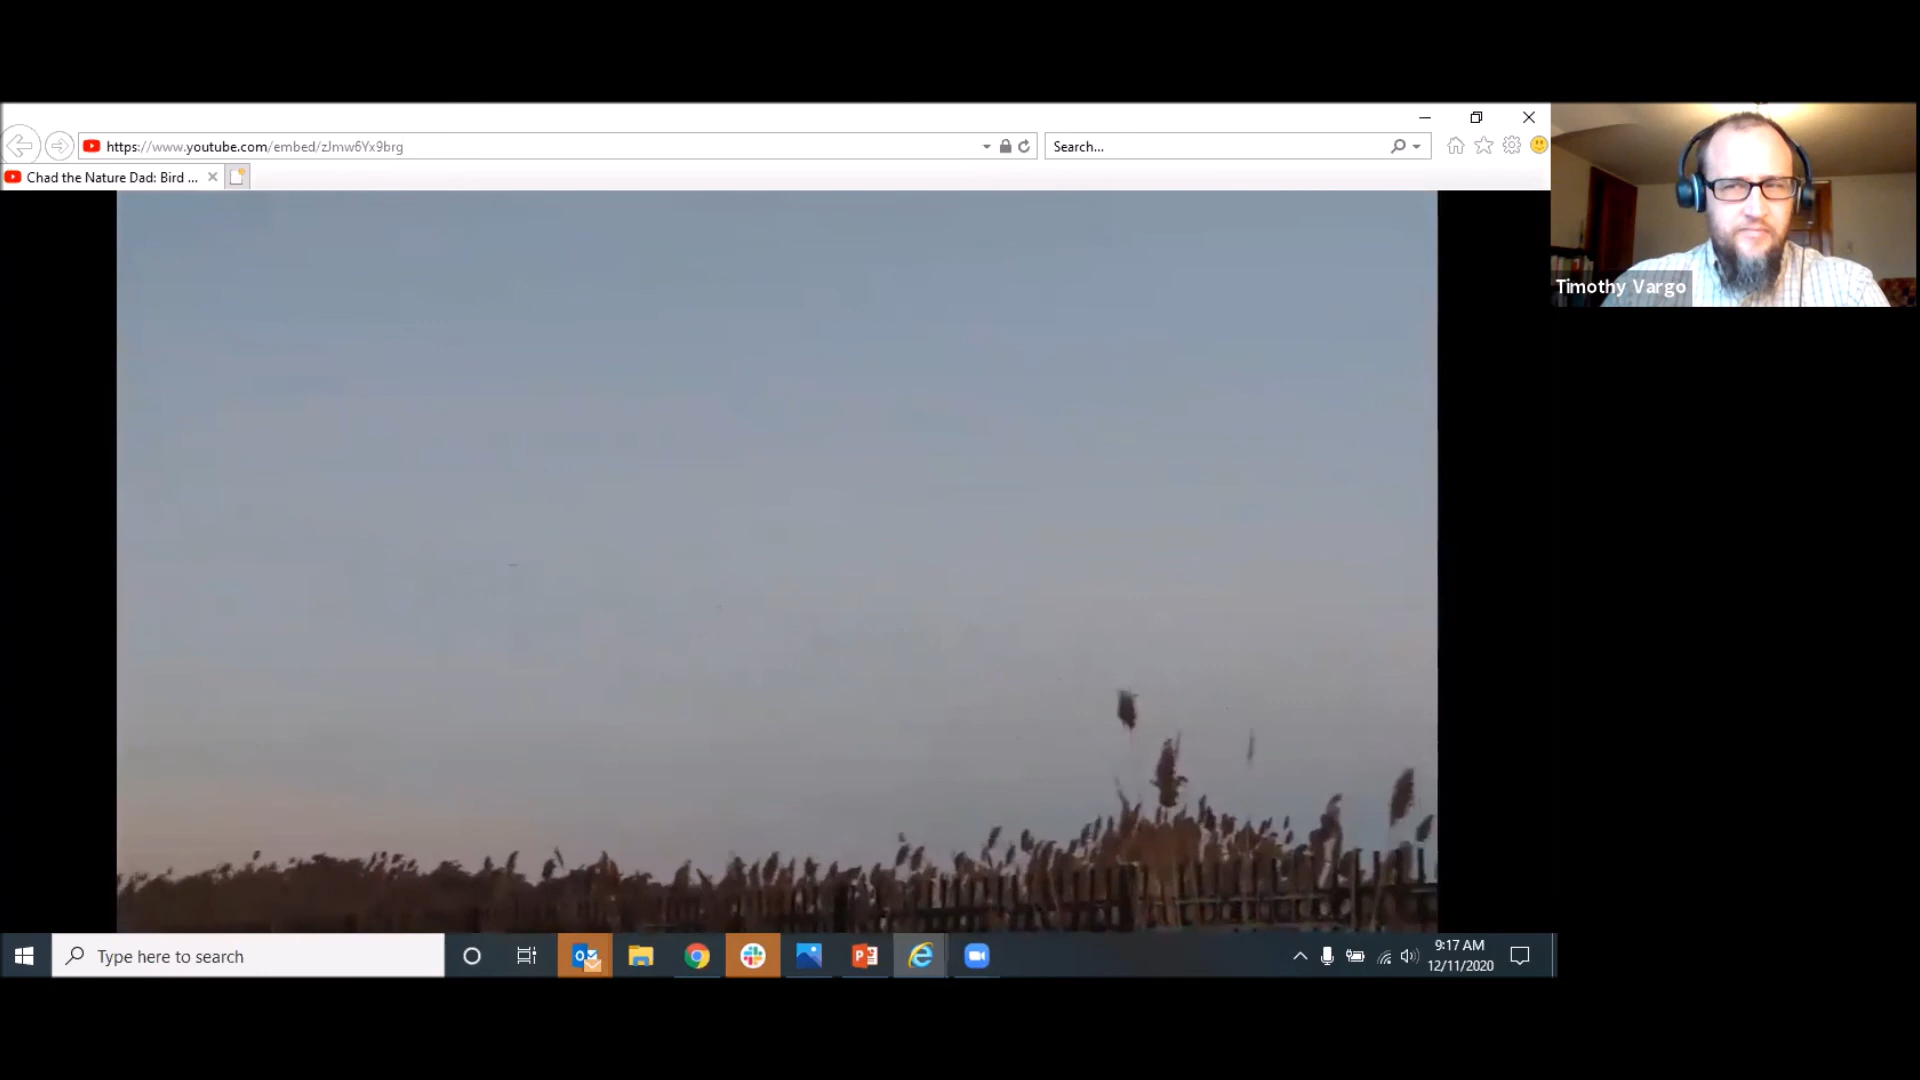 https://www.youtube.com/embed/zJmw6Yx9brg
Search...
Chad the Nature Dad: Bird ...
Timothy Vargo
Type here to search
9:17 AM
12/11/2020